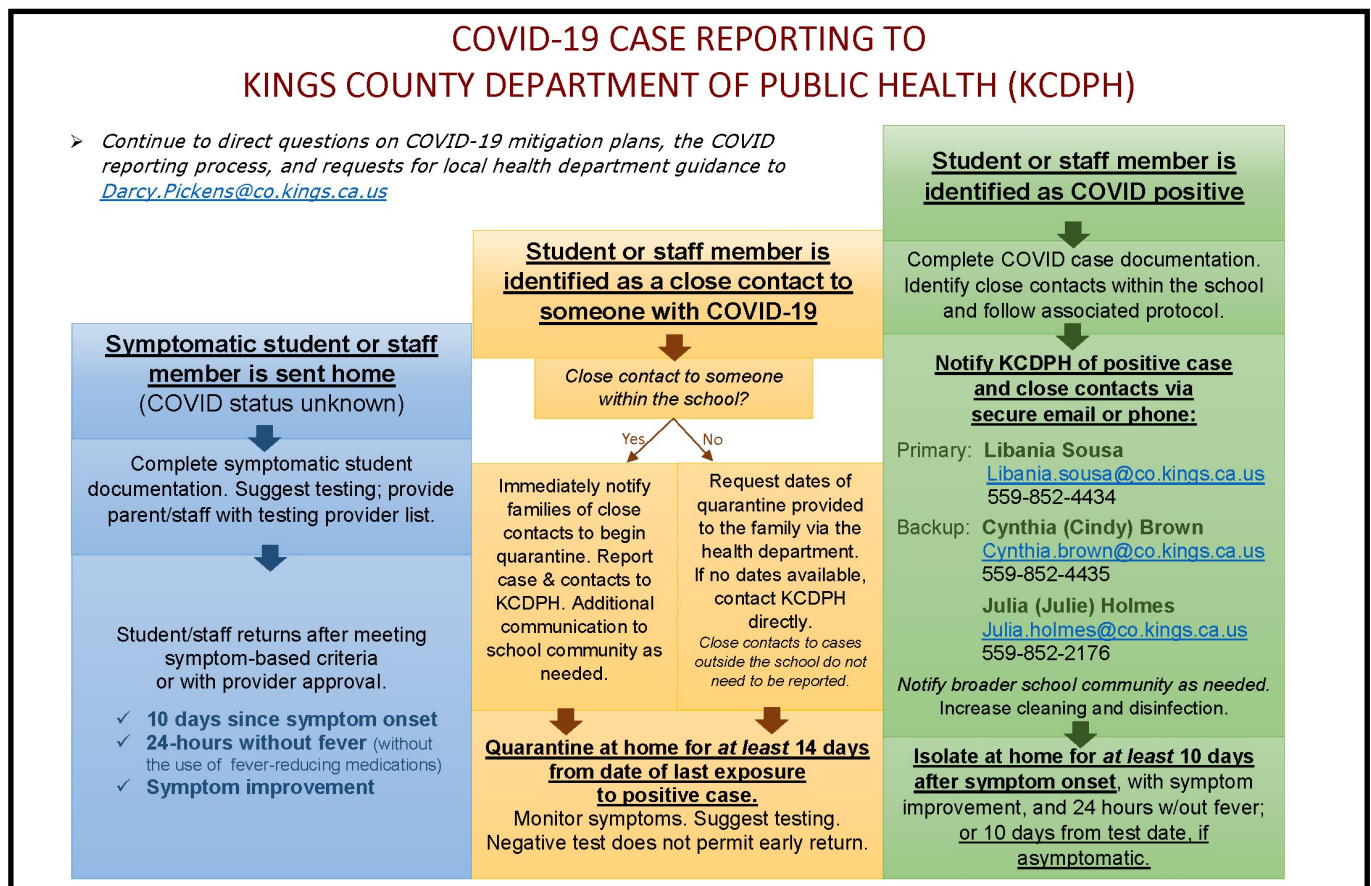 COVID-19 CASE REPORTING TO
KINGS COUNTY DEPARTMENT OF PUBLIC HEALTH (KCDPH)
➢ Continue to direct questions on COVID-19 mitigation plans, the COVID
reporting process, and requests for local health department guidance to
Darcy.Pickens@co.kings.ca.us
Symptomatic student or staff
member is sent home
(COVID status unknown)
Complete symptomatic student
documentation. Suggest testing; provide
parent/staff with testing provider list.
Student/staff returns after meeting
symptom-based criteria
or with provider approval.
✓ 10 days since symptom onset
✓ 24-hours without fever (without
the use of fever-reducing medications)
✓ Symptom improvement
Student or staff member is
identified as a close contact to
someone with COVID-19
Close contact to someone
within the school?
Yes
No
Immediately notify
families of close
contacts to begin
quarantine. Report
case & contacts to
KCDPH. Additional
communication to
school community as
needed.
Request dates of
quarantine provided
to the family via the
health department.
If no dates available,
contact KCDPH
directly.
Close contacts to cases
outside the school do not
need to be reported.
Quarantine at home for at least 14 days
from date of last exposure
to positive case.
Monitor symptoms. Suggest testing.
Negative test does not permit early return.
Student or staff member is
identified as COVID positive
Complete COVID case documentation.
Identify close contacts within the school
and follow associated protocol.
Notify KCDPH of positive case
and close contacts via
secure email or phone:
Primary: Libania Sousa
Libania.sousa@co.kings.ca.us
559-852-4434
Backup: Cynthia (Cindy) Brown
Cynthia.brown@co.kings.ca.us
559-852-4435
Julia (Julie) Holmes
Julia.holmes@co.kings.ca.us
559-852-2176
Notify broader school community as needed.
Increase cleaning and disinfection.
Isolate at home for at least 10 days
after symptom onset, with symptom
improvement, and 24 hours w/out fever;
or 10 days from test date, if
asymptomatic.